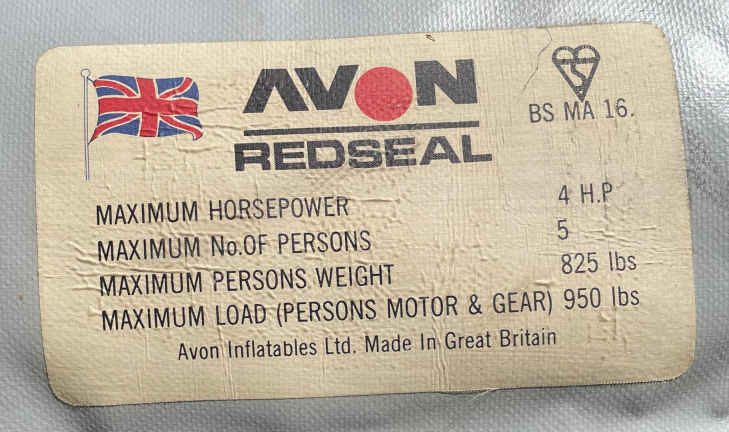 AVON
REDSEAL
BS MA 16.
MAXIMUM HORSEPOWER 4 H.P
MAXIMUM No.OF PERSONS 5
MAXIMUM PERSONS WEIGHT 825 lbs
MAXIMUM LOAD (PERSONS MOTOR & GEAR) 950 lbs
Avon Inflatables Ltd. Made In Great Britain